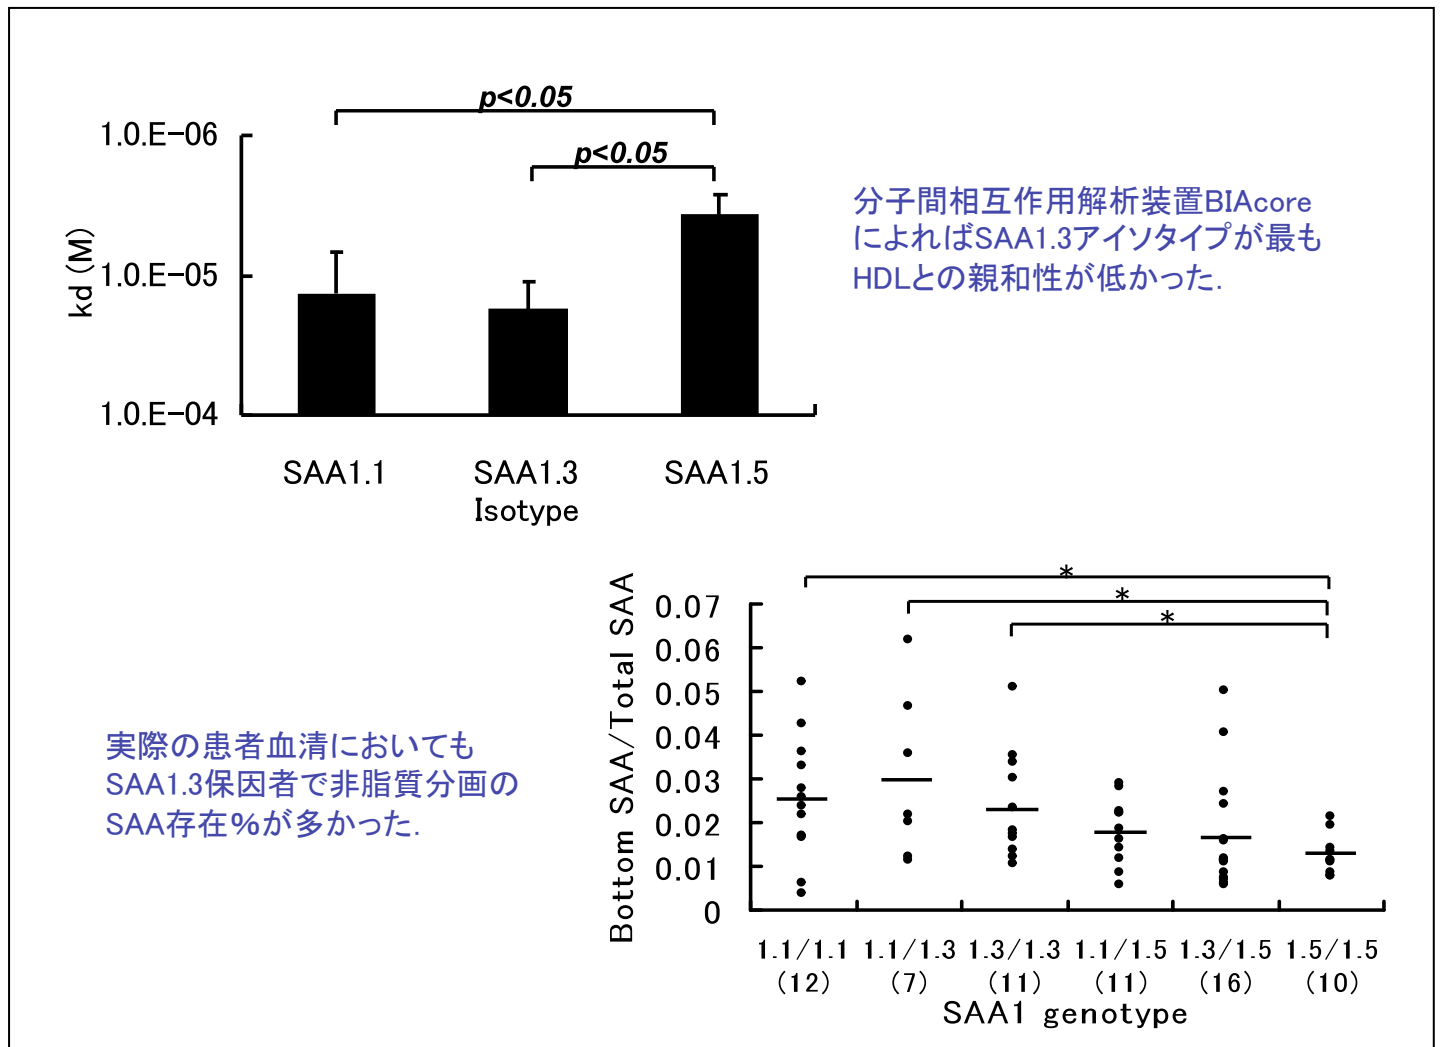 p<0.05
1.0.E-06
p<0.05
kd (M)
1.0.E-05
1.0.E-04
SAA1.1 SAA1.3 SAA1.5
Isotype
分子間相互作用解析装置BIAcore
によればSAA1.3アイソタイプが最も
HDLとの親和性が低かった.
実際の患者血清においても
SAA1.3保因者で非脂質分画の
SAA存在%が多かった.
*
*
*
Bottom SAA/Total SAA
0.07
0.06
0.05
0.04
0.03
0.02
0.01
0
1.1/1.1 1.1/1.3 1.3/1.3 1.1/1.5 1.3/1.5 1.5/1.5
(12) (7) (11) (11) (16) (10)
SAA1 genotype